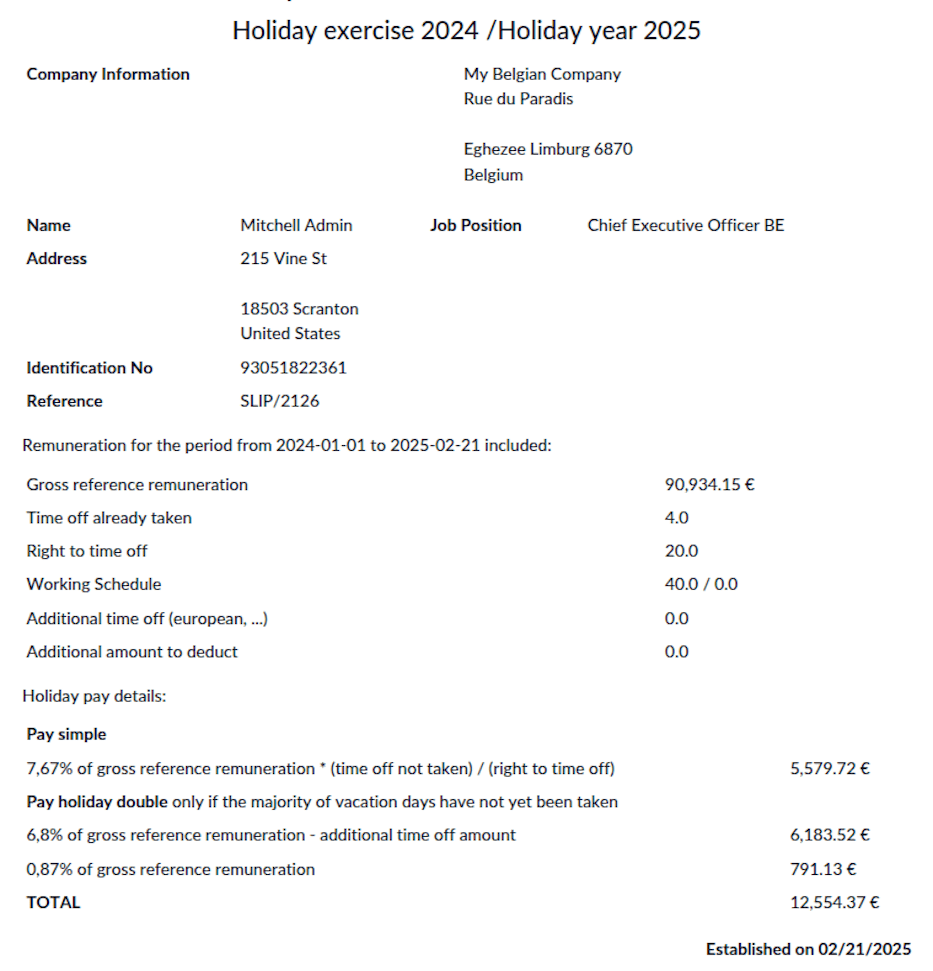 Holiday exercise 2024 /Holiday year 2025
Company Information My Belgian Company
Rue du Paradis
Eghezee Limburg 6870
Belgium
Name Mitchell Admin Job Position Chief Executive Officer BE
Address 215 Vine St
18503 Scranton
United States
Identification No 93051822361
Reference SLIP/2126
Remuneration for the period from 2024-01-01 to 2025-02-21 included:
Gross reference remuneration 90,934.15 €
Time off already taken 4.0
Right to time off 20.0
Working Schedule 40.0 / 0.0
Additional time off (european, ...) 0.0
Additional amount to deduct 0.0
Holiday pay details:
Pay simple
7,67% of gross reference remuneration * (time off not taken) / (right to time off) 5,579.72 €
Pay holiday double only if the majority of vacation days have not yet been taken
6,8% of gross reference remuneration - additional time off amount 6,183.52 €
0,87% of gross reference remuneration 791.13 €
TOTAL 12,554.37 €
Established on 02/21/2025